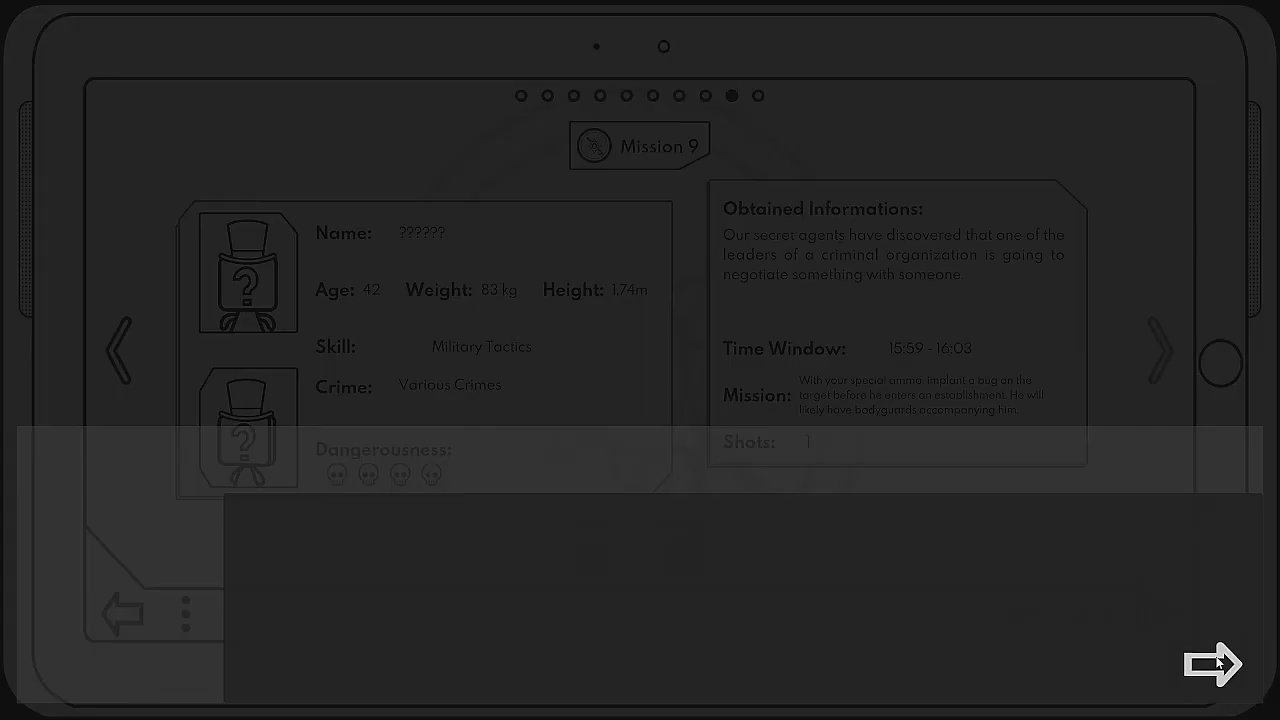 Mission 9
Name: ??????
Age: 42 Weight: 83 kg Height: 1,74m
Skill: Military Tactics
Crime: Various Crimes
Dangerousness:
Obtained Informations:
Our secret agents have discovered that one of the
leaders of a criminal organization is going to
negotiate something with someone.
Time Window: 15:59 - 16:03
Mission: With your special ammo: implant a bug on the
target before he enters an establishment. He will
likely have bodyguards accompanying him.
Shots: 1